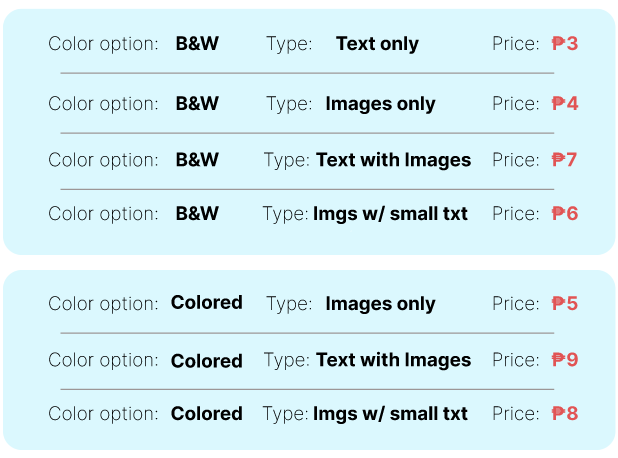 Color option: B&W Type: Text only Price: ₱3
Color option: B&W Type: Images only Price: ₱4
Color option: B&W Type: Text with Images Price: ₱7
Color option: B&W Type: Imgs w/ small txt Price: ₱6
Color option: Colored Type: Images only Price: ₱5
Color option: Colored Type: Text with Images Price: ₱9
Color option: Colored Type: Imgs w/ small txt Price: ₱8